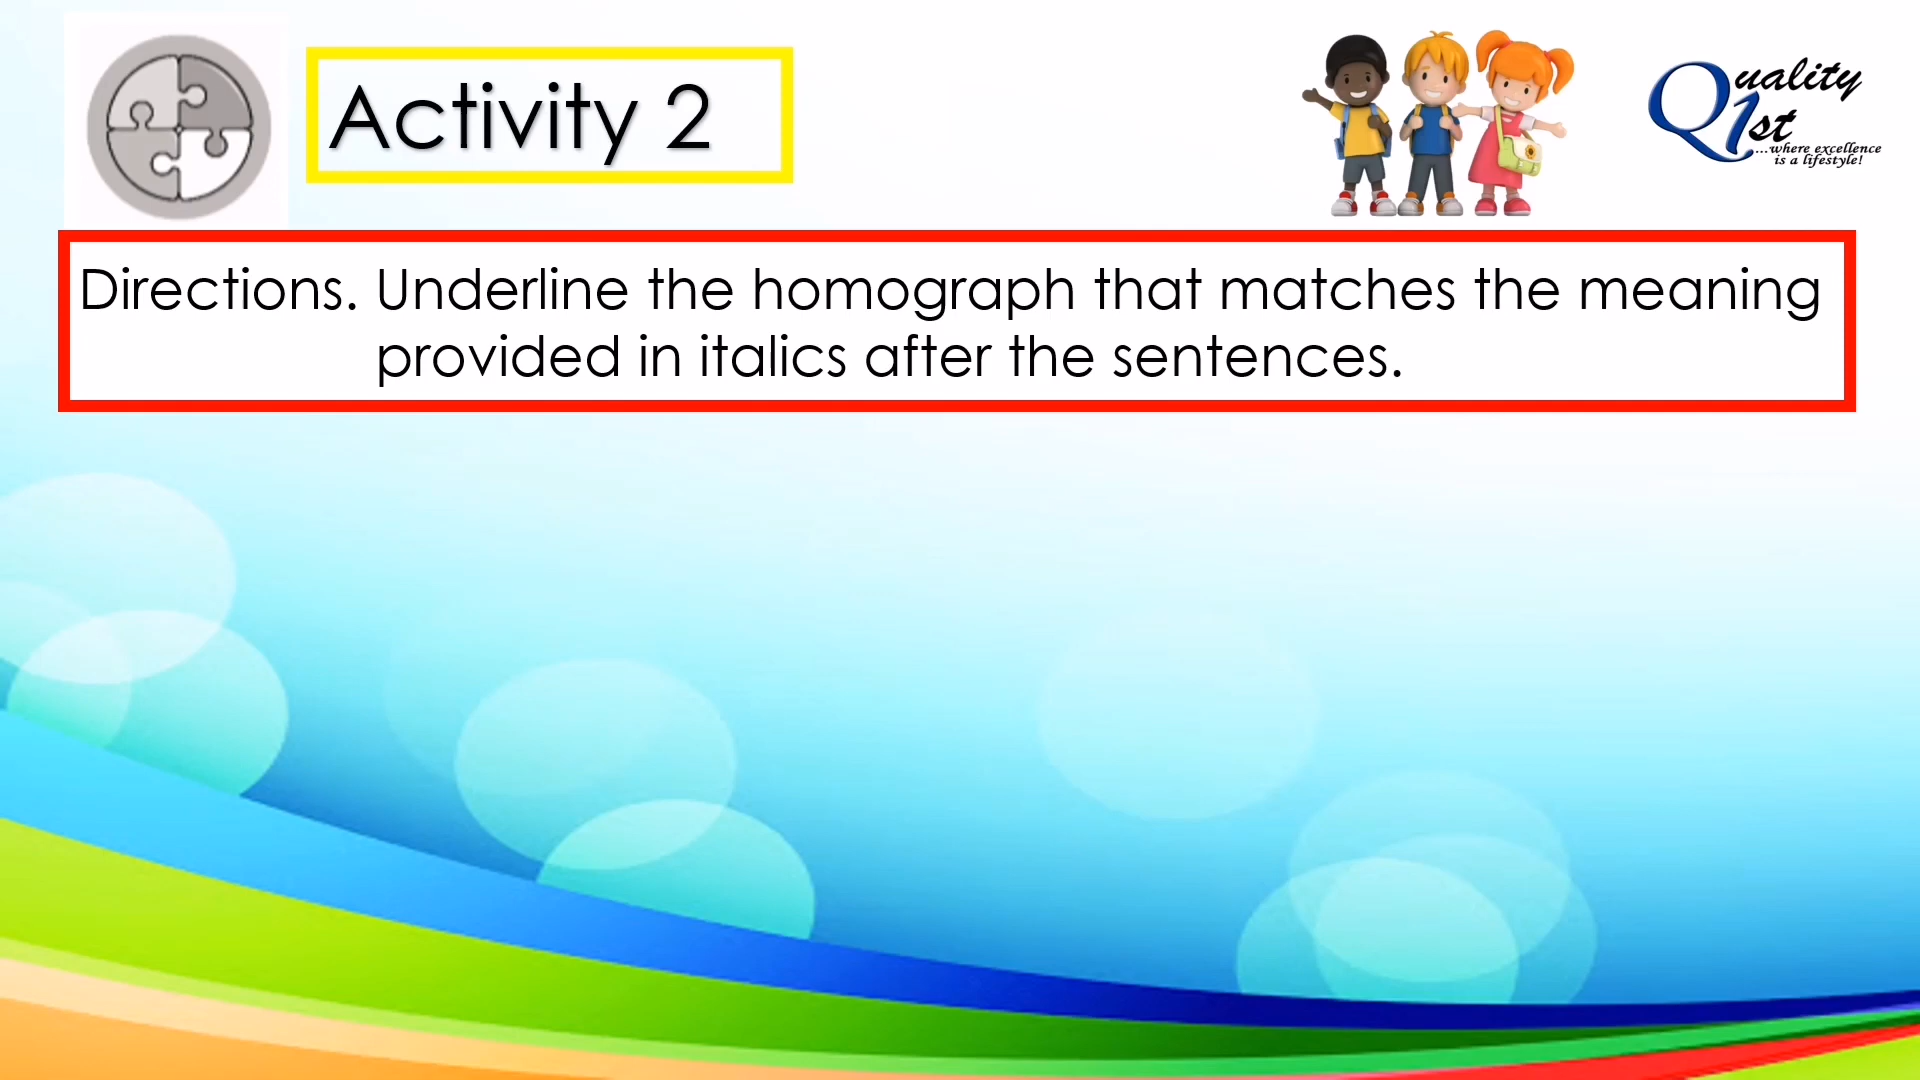 Activity 2
Quality
1st
...where excellence
is a lifestyle!
Directions. Underline the homograph that matches the meaning
provided in italics after the sentences.